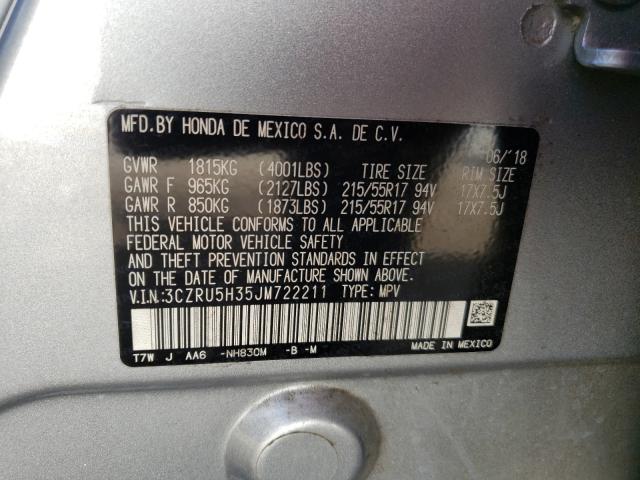 MFD.BY HONDA DE MEXICO S.A. DE C.V.
06/'18
GVWR 1815KG (4001LBS) TIRE SIZE RIM SIZE
GAWR F 965KG (2127LBS) 215/55R17 94V 17X7.5J
GAWR R 850KG (1873LBS) 215/55R17 94V 17X7.5J
THIS VEHICLE CONFORMS TO ALL APPLICABLE
FEDERAL MOTOR VEHICLE SAFETY
AND THEFT PREVENTION STANDARDS IN EFFECT
ON THE DATE OF MANUFACTURE SHOWN ABOVE.
V.I.N:3CZRU5H35JM722211 TYPE: MPV
T7W J AA6 -NH830M -B -M
MADE IN MEXICO